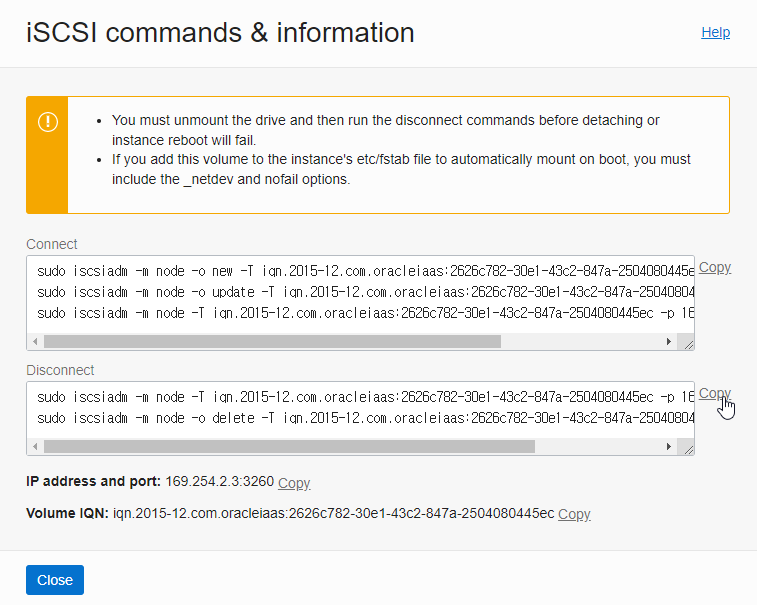 iSCSI commands & information
Help
• You must unmount the drive and then run the disconnect commands before detaching or
instance reboot will fail.
• If you add this volume to the instance's etc/fstab file to automatically mount on boot, you must
include the _netdev and nofail options.
Connect
sudo iscsiadm -m node -o new -T iqn.2015-12.com.oracleiaas:2626c782-30e1-43c2-847a-2504080445e
Copy
sudo iscsiadm -m node -o update -T iqn.2015-12.com.oracleiaas:2626c782-30e1-43c2-847a-25040804
sudo iscsiadm -m node -T iqn.2015-12.com.oracleiaas:2626c782-30e1-43c2-847a-2504080445ec -p 16
Disconnect
sudo iscsiadm -m node -T iqn.2015-12.com.oracleiaas:2626c782-30e1-43c2-847a-2504080445ec -p 16
Copy
sudo iscsiadm -m node -o delete -T iqn.2015-12.com.oracleiaas:2626c782-30e1-43c2-847a-25040804
IP address and port: 169.254.2.3:3260 Copy
Volume IQN: iqn.2015-12.com.oracleiaas:2626c782-30e1-43c2-847a-2504080445ec Copy
Close